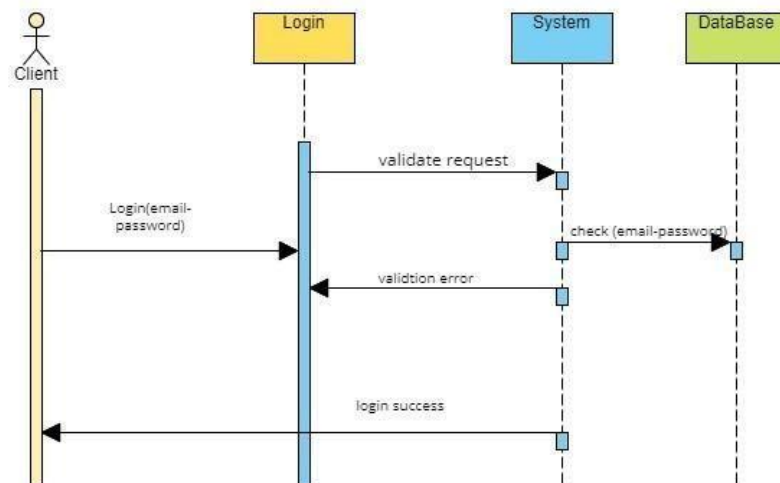 Client
Login
System
DataBase
validate request
Login(email-
password)
check (email-password)
validtion error
login success